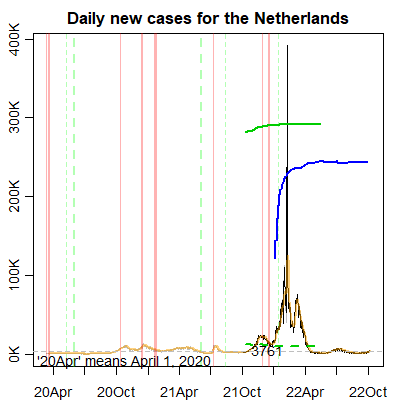 Daily new cases for the Netherlands
400K
300K
200K
100K
0K
3761
'20Apr' means April 1, 2020
20Apr 20Oct 21Apr 21Oct 22Apr 22Oct